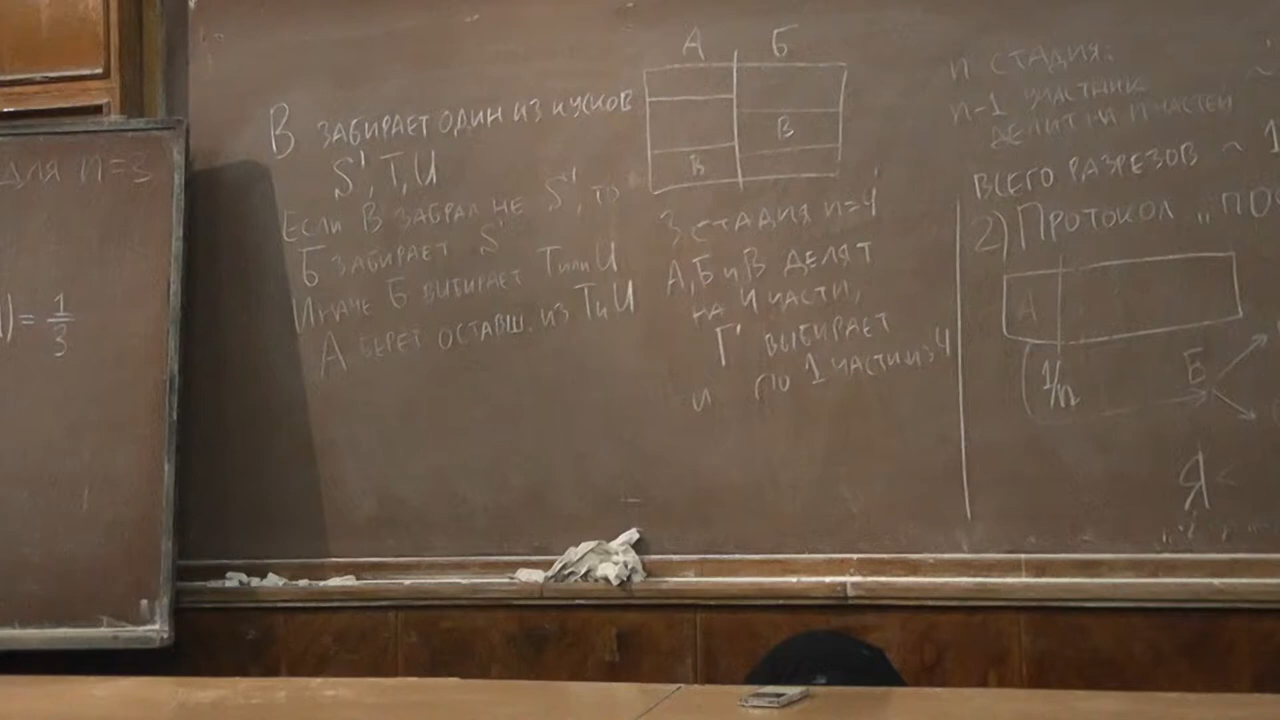 для n=3
= 1/3
В ЗАБИРАЕТ ОДИН ИЗ КУСКОВ
S', T, U
ЕСЛИ В ЗАБРАЛ НЕ S', ТО
Б ЗАБИРАЕТ S'
ИНАЧЕ Б ВЫБИРАЕТ T или U
А БЕРЕТ ОСТАВШ. ИЗ T и U
А Б
В
В
3 СТАДИЯ n=4
А, Б и В ДЕЛЯТ
НА 4 ЧАСТИ,
Г ВЫБИРАЕТ
и ПО 1 ЧАСТИ ИЗ 4
n СТАДИЯ:
n-1 УЧАСТНИК
ДЕЛИТ НА n ЧАСТЕЙ
ВСЕГО РАЗРЕЗОВ ~ 1
2) ПРОТОКОЛ „ПО
А
1/n
Б
Я <